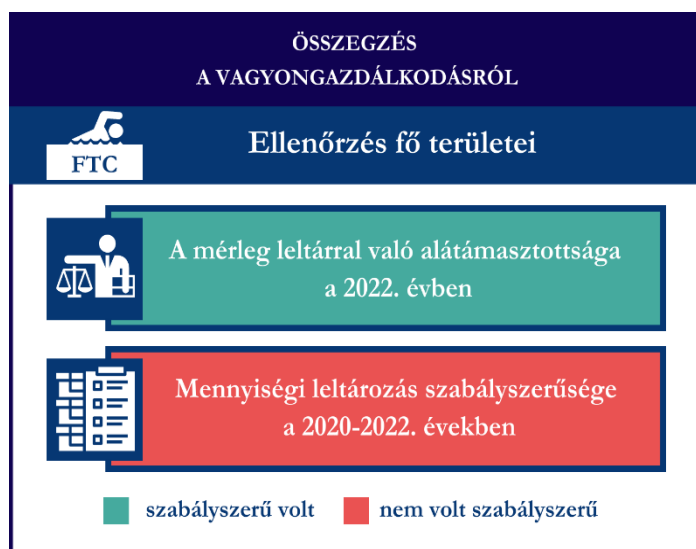 ÖSSZEGZÉS
A VAGYONGAZDÁLKODÁSRÓL
FTC
Ellenőrzés fő területei
A mérleg leltárral való alátámasztottsága
a 2022. évben
Mennyiségi leltározás szabályszerűsége
a 2020-2022. években
szabályszerű volt
nem volt szabályszerű